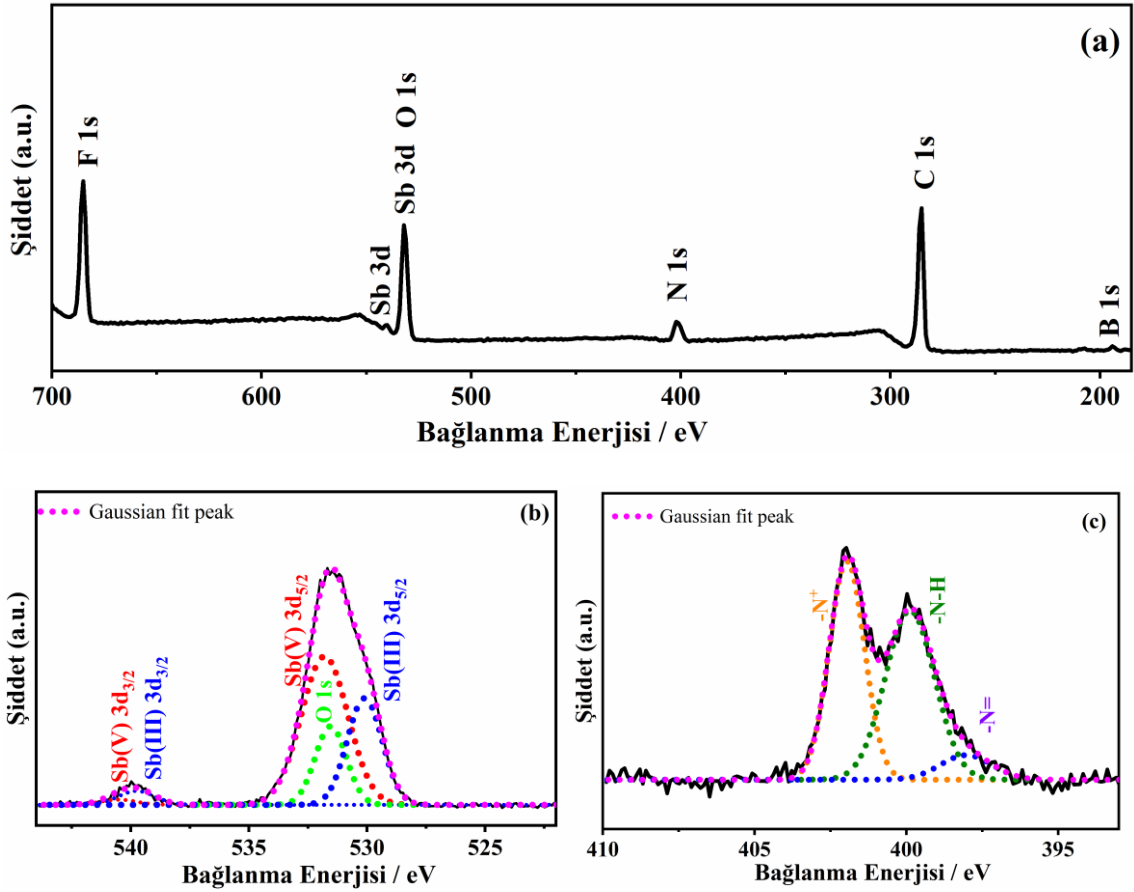 (a)
Şiddet (a.u.)
F 1s
Sb 3d
Sb 3d O 1s
N 1s
C 1s
B 1s
700 600 500 400 300 200
Bağlanma Enerjisi / eV
Gaussian fit peak
(b)
Şiddet (a.u.)
Sb(V) 3d3/2
Sb(III) 3d3/2
Sb(V) 3d5/2
O 1s
Sb(III) 3d5/2
540 535 530 525
Bağlanma Enerjisi / eV
Gaussian fit peak
(c)
Şiddet (a.u.)
-N+
-N-H
-N=
410 405 400 395
Bağlanma Enerjisi / eV